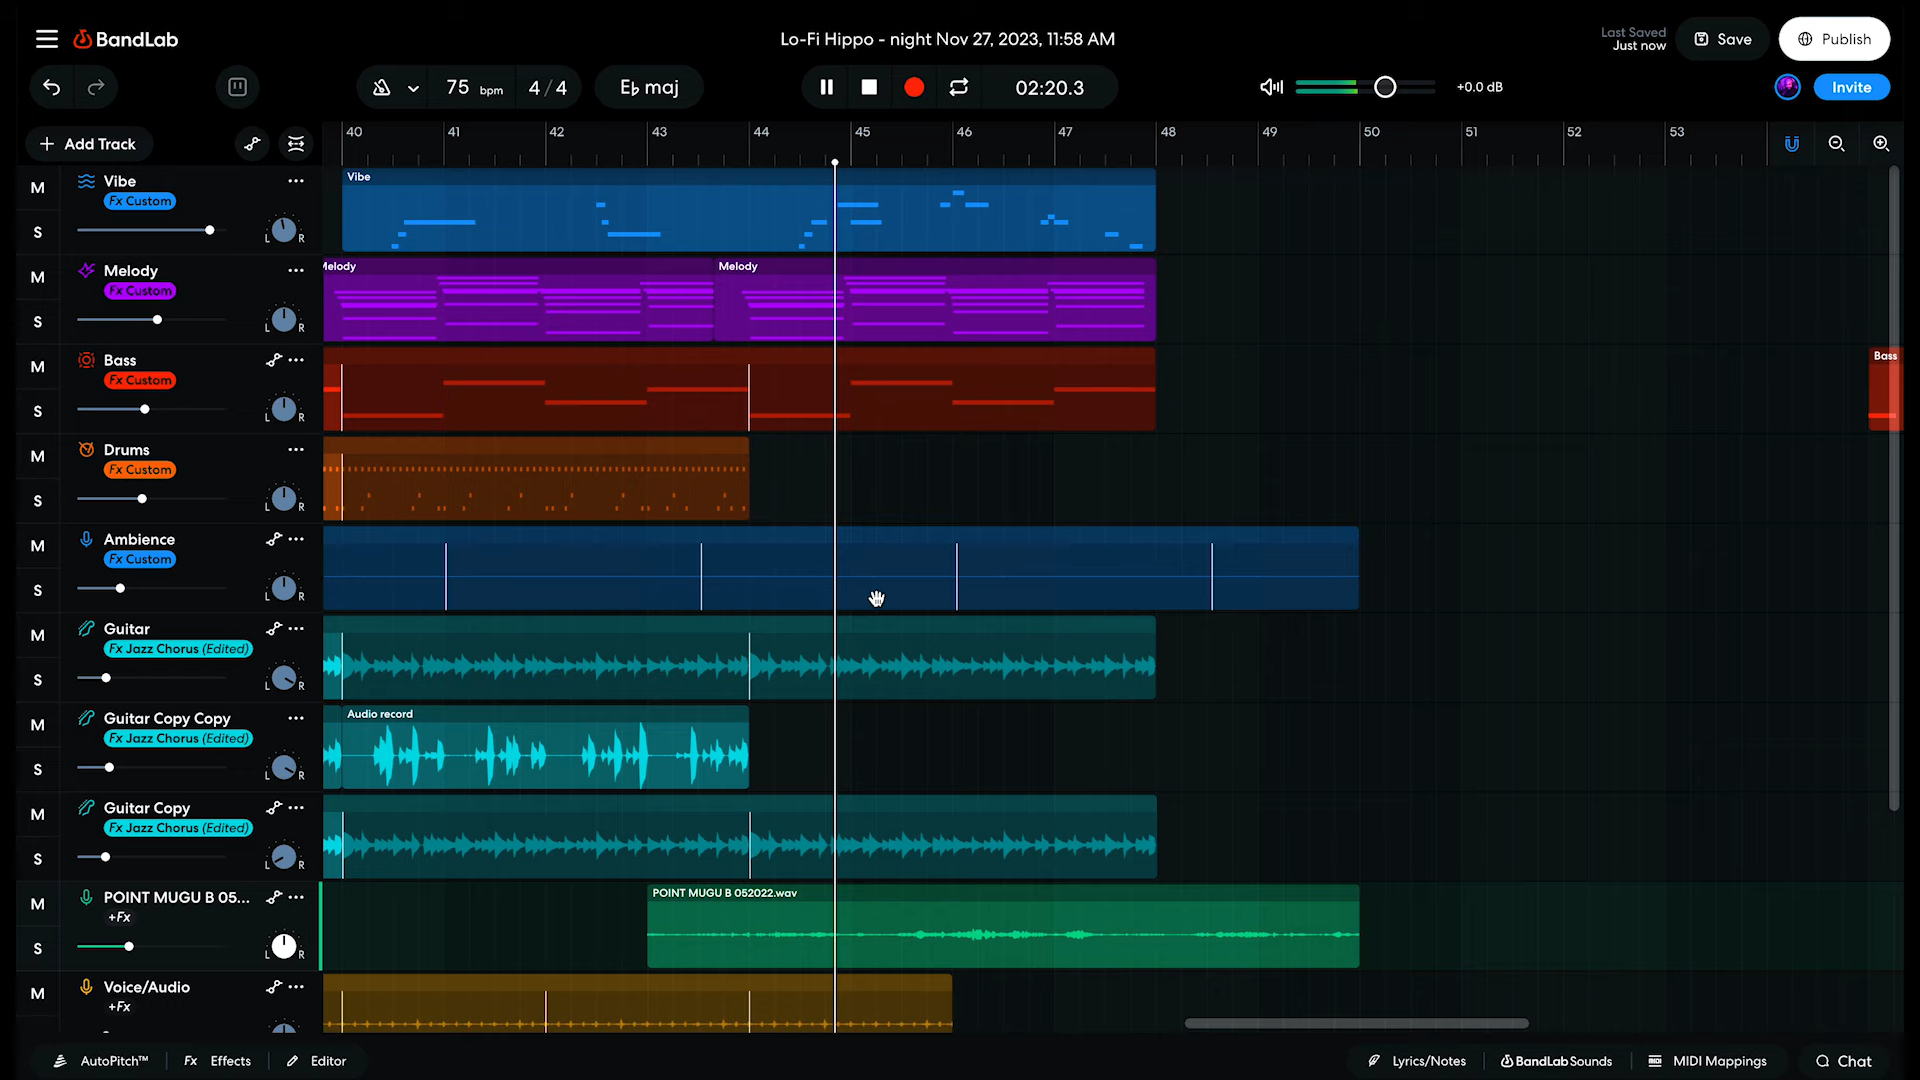 BandLab
Lo-Fi Hippo - night Nov 27, 2023, 11:58 AM
Last Saved
Just now
Save
Publish
75 bpm
4 / 4
E♭ maj
02:20.3
+0.0 dB
Invite
+ Add Track
40 41 42 43 44 45 46 47 48 49 50 51 52 53
M
S
Vibe
Fx Custom
L R
Vibe
M
S
Melody
Fx Custom
L R
Melody
Melody
M
S
Bass
Fx Custom
L R
Bass
M
S
Drums
Fx Custom
L R
M
S
Ambience
Fx Custom
L R
M
S
Guitar
Fx Jazz Chorus (Edited)
L R
M
S
Guitar Copy Copy
Fx Jazz Chorus (Edited)
L R
Audio record
M
S
Guitar Copy
Fx Jazz Chorus (Edited)
L R
M
S
POINT MUGU B 05...
+Fx
L R
POINT MUGU B 052022.wav
M
Voice/Audio
+Fx
AutoPitch™
Fx Effects
Editor
Lyrics/Notes
BandLab Sounds
MIDI Mappings
Chat